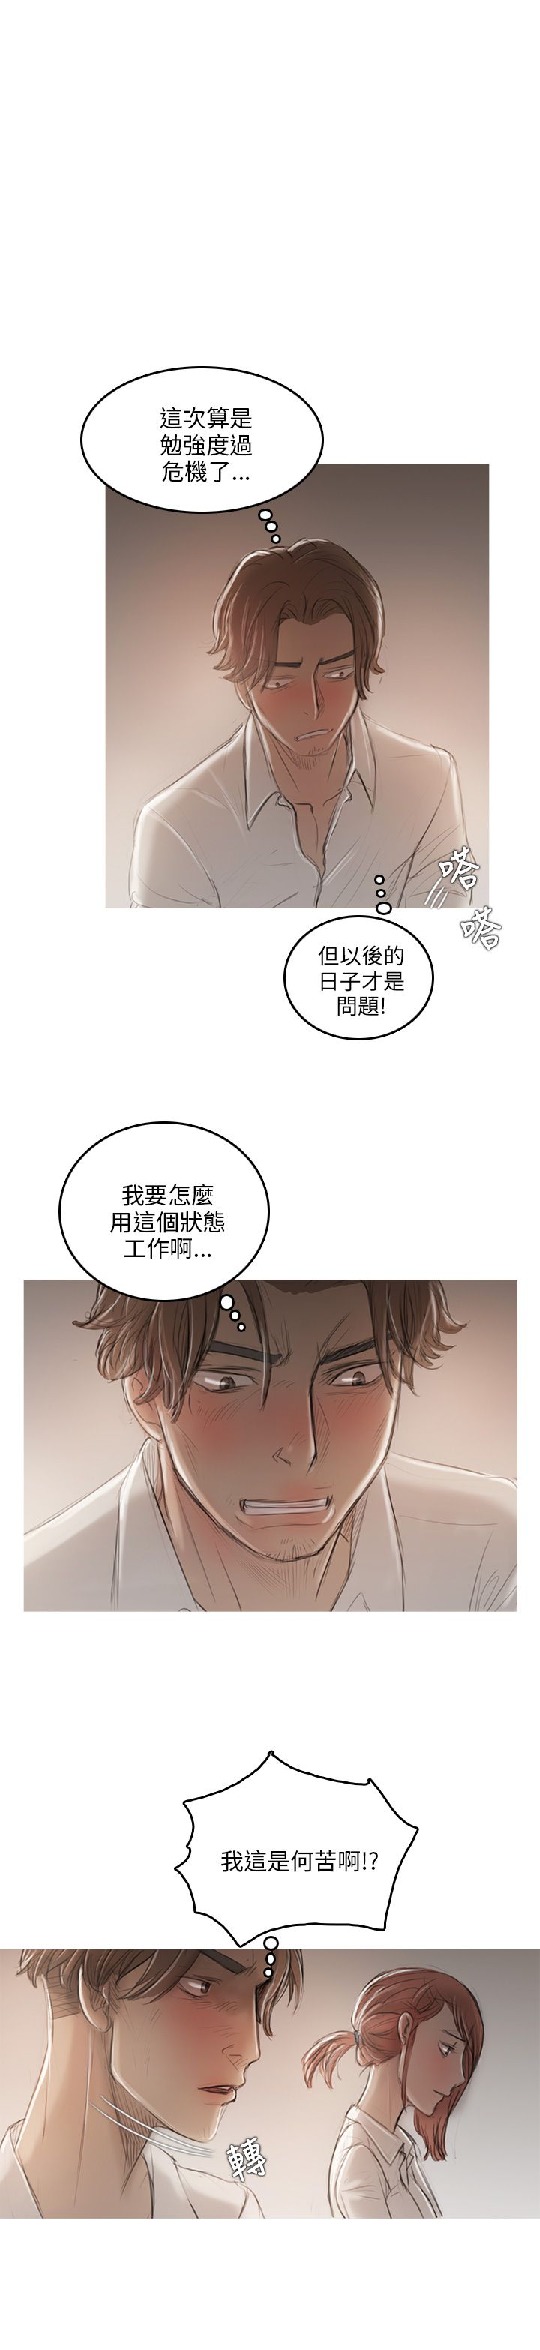 這次算是
勉強度過
危機了...
嗒
嗒
但以後的
日子才是
問題!
我要怎麼
用這個狀態
工作啊...
我這是何苦啊!?
轉